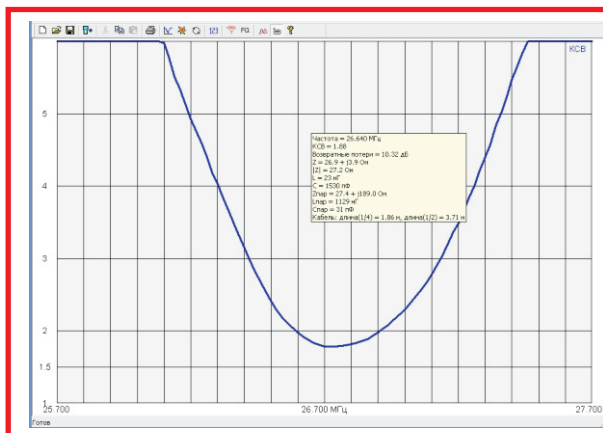 FQ
КСВ
5
4
3
2
1.5
1
Частота = 26.640 МГц
КСВ = 1.88
Возвратные потери = 10.32 дБ
Z = 26.9 + j3.9 Ом
|Z| = 27.2 Ом
L = 23 нГ
C = 1530 пФ
Zпар = 27.4 + j189.0 Ом
Lпар = 1129 нГ
Cпар = 31 пФ
Кабель: длина(1/4) = 1.86 м, длина(1/2) = 3.71 м
25.700 26.700 МГц 27.700
Готов